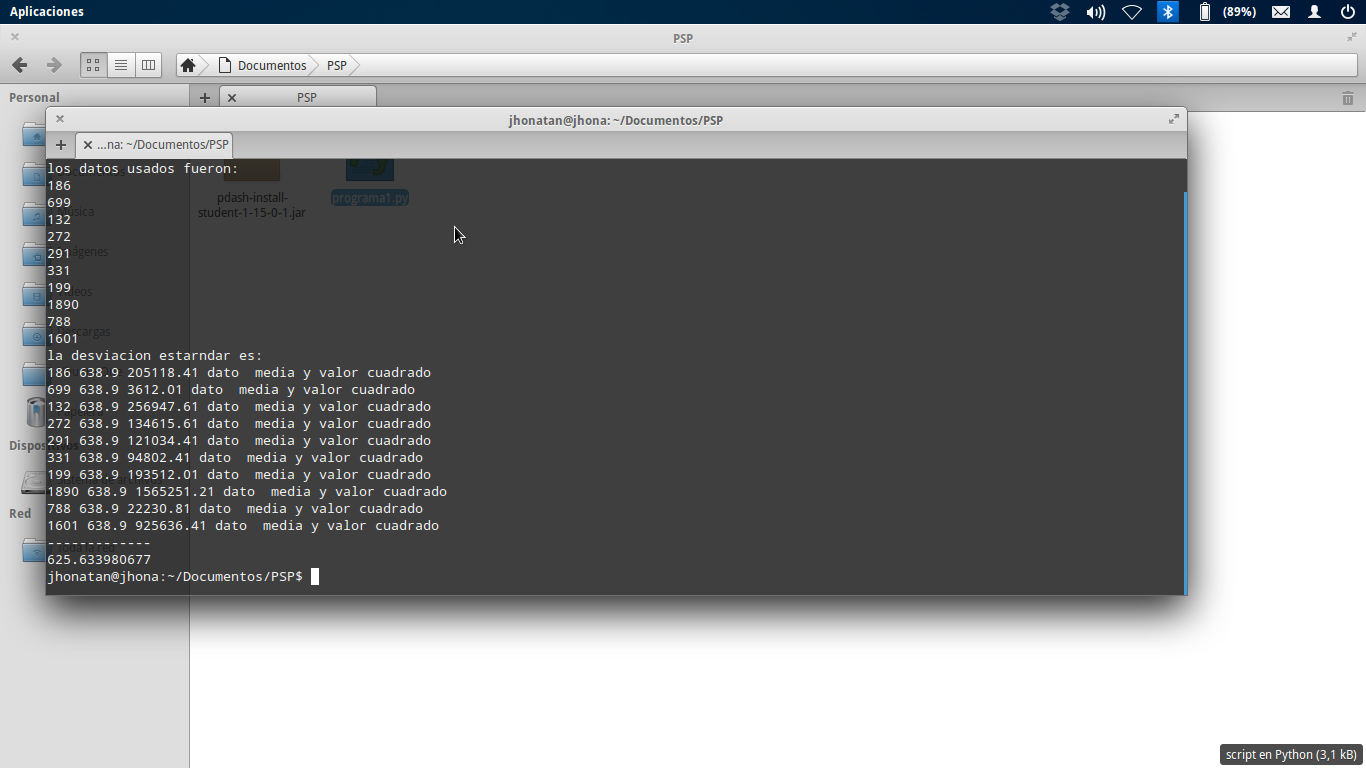 Aplicaciones
(89%)
PSP
Documentos
PSP
Personal
PSP
jhonatan@jhona: ~/Documentos/PSP
...na: ~/Documentos/PSP
los datos usados fueron:
186
699
132
272
291
331
199
1890
788
1601
la desviacion estarndar es:
186 638.9 205118.41 dato  media y valor cuadrado
699 638.9 3612.01 dato  media y valor cuadrado
132 638.9 256947.61 dato  media y valor cuadrado
272 638.9 134615.61 dato  media y valor cuadrado
291 638.9 121034.41 dato  media y valor cuadrado
331 638.9 94802.41 dato  media y valor cuadrado
199 638.9 193512.01 dato  media y valor cuadrado
1890 638.9 1565251.21 dato  media y valor cuadrado
788 638.9 22230.81 dato  media y valor cuadrado
1601 638.9 925636.41 dato  media y valor cuadrado
-------------
625.633980677
jhonatan@jhona:~/Documentos/PSP$
pdash-install-
student-1-15-0-1.jar
programa1.py
Red
script en Python (3,1 kB)